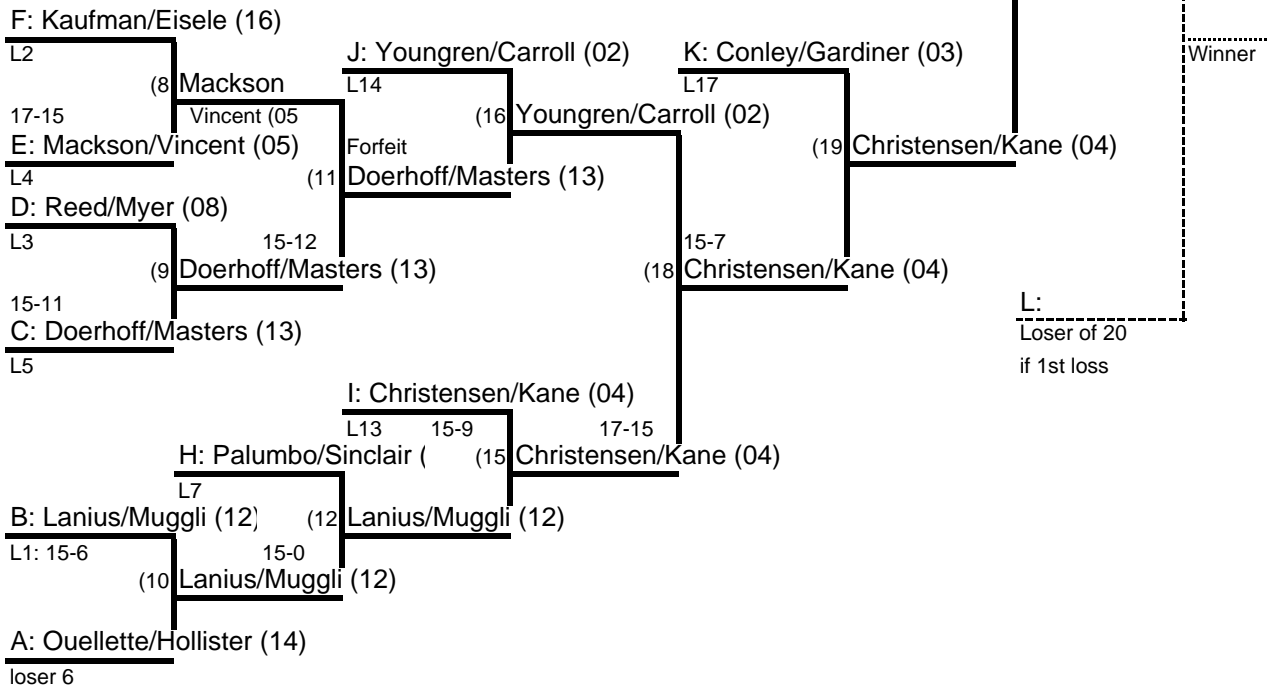 F: Kaufman/Eisele (16)
L2
J: Youngren/Carroll (02)
K: Conley/Gardiner (03)
Winner
(8 Mackson
L14
L17
17-15
Vincent (05
(16 Youngren/Carroll (02)
E: Mackson/Vincent (05)
Forfeit
(19 Christensen/Kane (04)
L4
(11 Doerhoff/Masters (13)
D: Reed/Myer (08)
L3
15-12
15-7
(9 Doerhoff/Masters (13)
(18 Christensen/Kane (04)
15-11
L:
C: Doerhoff/Masters (13)
Loser of 20
L5
if 1st loss
I: Christensen/Kane (04)
L13
15-9
17-15
H: Palumbo/Sinclair (
(15 Christensen/Kane (04)
L7
B: Lanius/Muggli (12)
(12 Lanius/Muggli (12)
L1: 15-6
15-0
(10 Lanius/Muggli (12)
A: Ouellette/Hollister (14)
loser 6